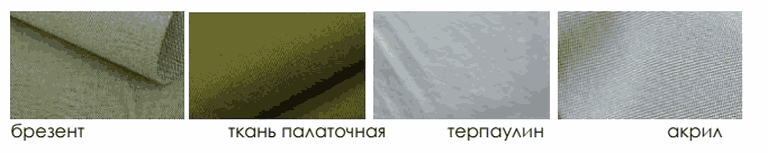 брезент
ткань палаточная
терпаулин
акрил